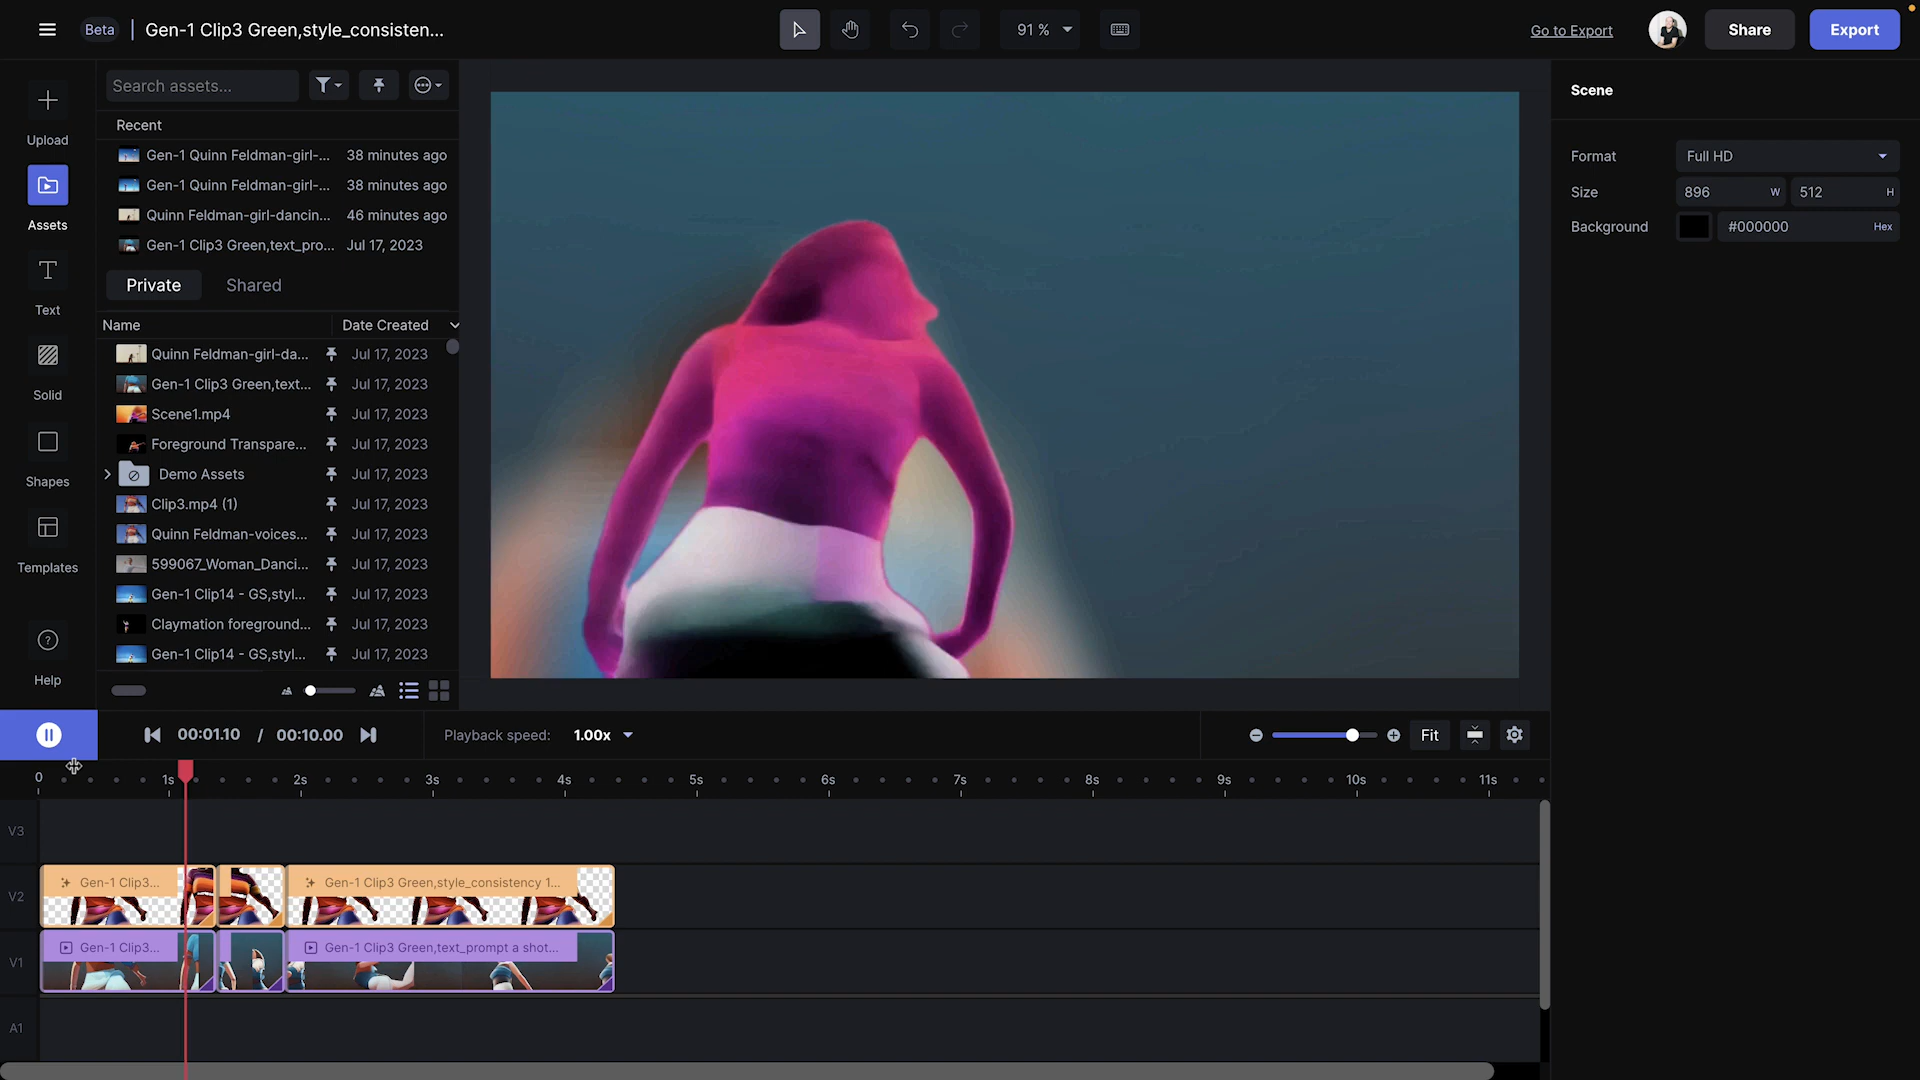 Beta
Gen-1 Clip3 Green,style_consisten...
91 %
Go to Export
Share
Export
Upload
Assets
Text
Solid
Shapes
Templates
Help
Search assets...
Recent
Gen-1 Quinn Feldman-girl-... 38 minutes ago
Gen-1 Quinn Feldman-girl-... 38 minutes ago
Quinn Feldman-girl-dancin... 46 minutes ago
Gen-1 Clip3 Green,text_pro... Jul 17, 2023
Private Shared
Name Date Created
Quinn Feldman-girl-da... Jul 17, 2023
Gen-1 Clip3 Green,text... Jul 17, 2023
Scene1.mp4 Jul 17, 2023
Foreground Transpare... Jul 17, 2023
Demo Assets Jul 17, 2023
Clip3.mp4 (1) Jul 17, 2023
Quinn Feldman-voices... Jul 17, 2023
599067_Woman_Danci... Jul 17, 2023
Gen-1 Clip14 - GS,styl... Jul 17, 2023
Claymation foreground... Jul 17, 2023
Gen-1 Clip14 - GS,styl... Jul 17, 2023
Scene
Format Full HD
Size 896 W 512 H
Background #000000 Hex
00:01.10 / 00:10.00
Playback speed: 1.00x
Fit
0 1s 2s 3s 4s 5s 6s 7s 8s 9s 10s 11s
V3
V2
Gen-1 Clip3...
Gen-1 Clip3 Green,style_consistency 1...
V1
Gen-1 Clip3...
Gen-1 Clip3 Green,text_prompt a shot...
A1